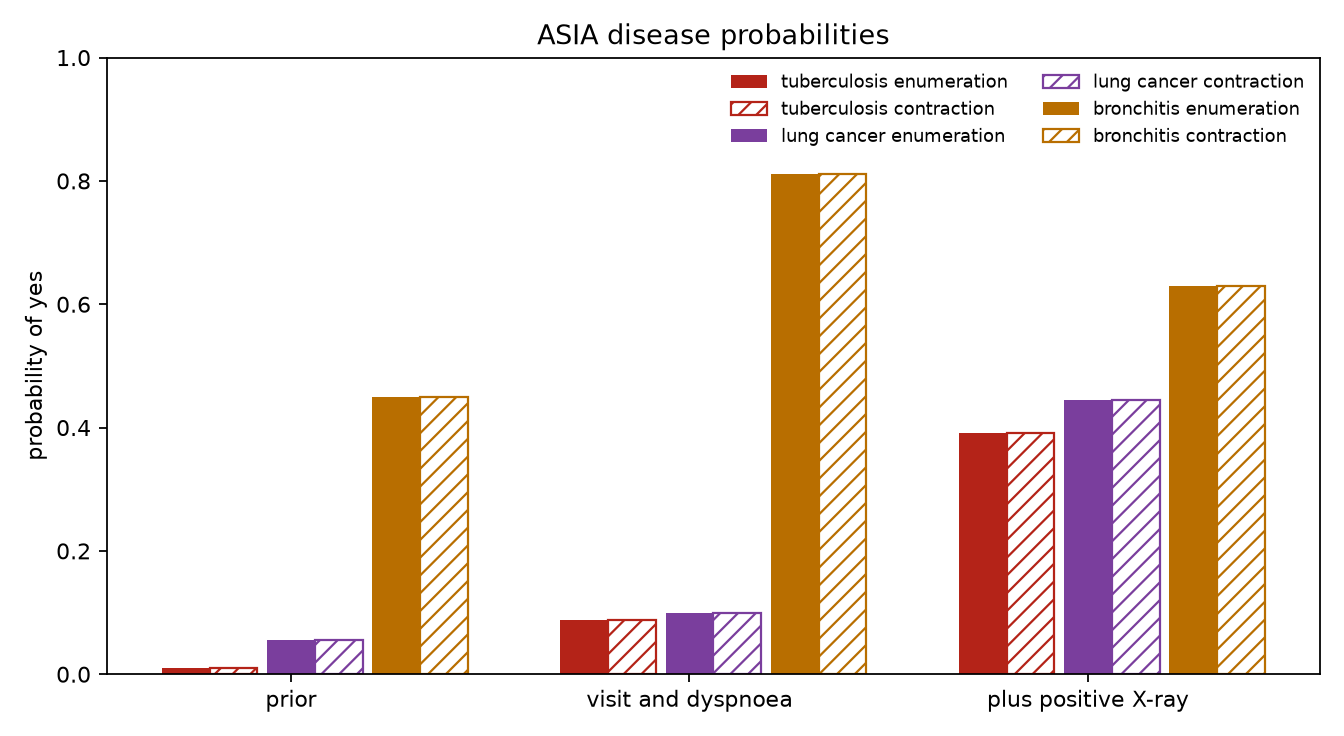 ASIA disease probabilities
probability of yes
1.0
0.8
0.6
0.4
0.2
0.0
tuberculosis enumeration
tuberculosis contraction
lung cancer enumeration
lung cancer contraction
bronchitis enumeration
bronchitis contraction
prior
visit and dyspnoea
plus positive X-ray